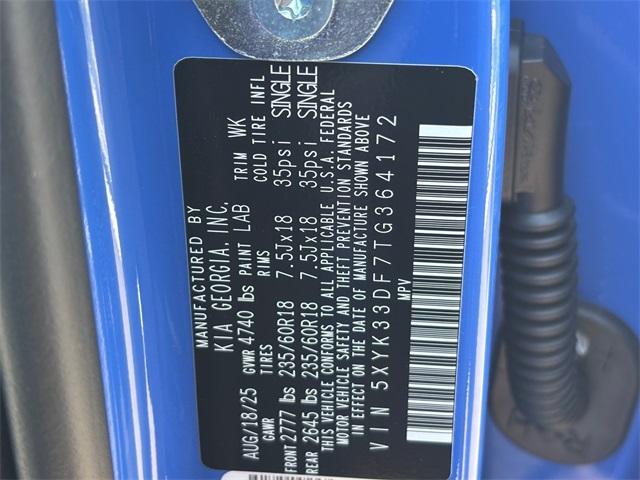 MANUFACTURED BY
KIA GEORGIA, INC.
AUG/18/25 GVWR 4740 lbs PAINT LAB TRIM WK
GAWR TIRES RIMS COLD TIRE INFL
FRONT 2777 lbs 235/60R18 7.5Jx18 35psi SINGLE
REAR 2645 lbs 235/60R18 7.5Jx18 35psi SINGLE
THIS VEHICLE CONFORMS TO ALL APPLICABLE U.S.A. FEDERAL
MOTOR VEHICLE SAFETY AND THEFT PREVENTION STANDARDS
IN EFFECT ON THE DATE OF MANUFACTURE SHOWN ABOVE
VIN 5XYK33DF7TG364172
MPV